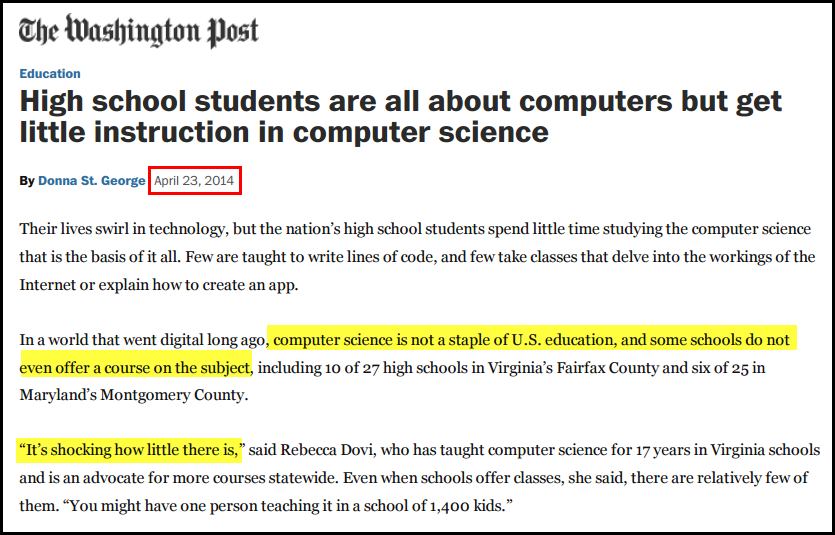 The Washington Post
Education
High school students are all about computers but get
little instruction in computer science
By Donna St. George April 23, 2014
Their lives swirl in technology, but the nation’s high school students spend little time studying the computer science
that is the basis of it all. Few are taught to write lines of code, and few take classes that delve into the workings of the
Internet or explain how to create an app.
In a world that went digital long ago, computer science is not a staple of U.S. education, and some schools do not
even offer a course on the subject, including 10 of 27 high schools in Virginia’s Fairfax County and six of 25 in
Maryland’s Montgomery County.
“It’s shocking how little there is,” said Rebecca Dovi, who has taught computer science for 17 years in Virginia schools
and is an advocate for more courses statewide. Even when schools offer classes, she said, there are relatively few of
them. “You might have one person teaching it in a school of 1,400 kids.”